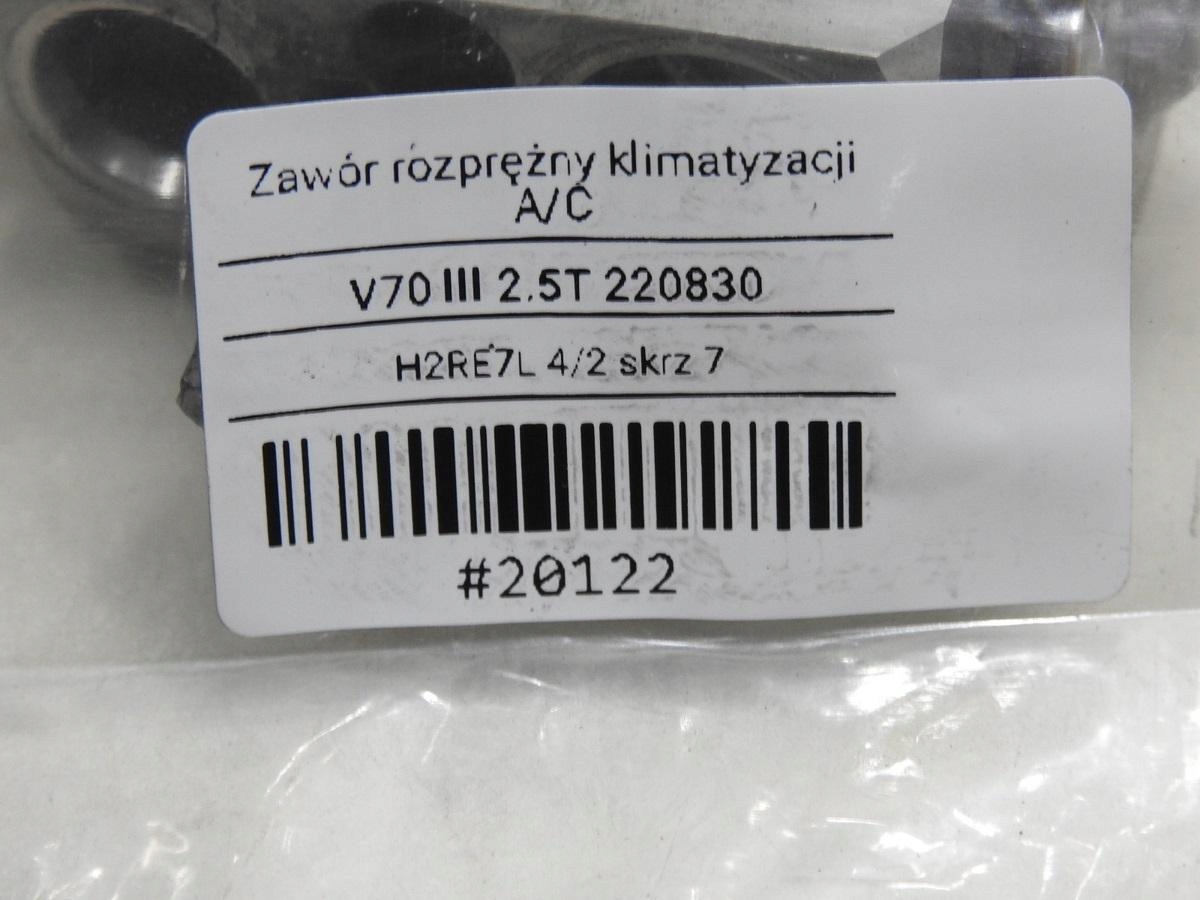 Zawór rozprężny klimatyzacji
A/C
V70 III 2.5T 220830
H2RE7L 4/2 skrz 7
#20122